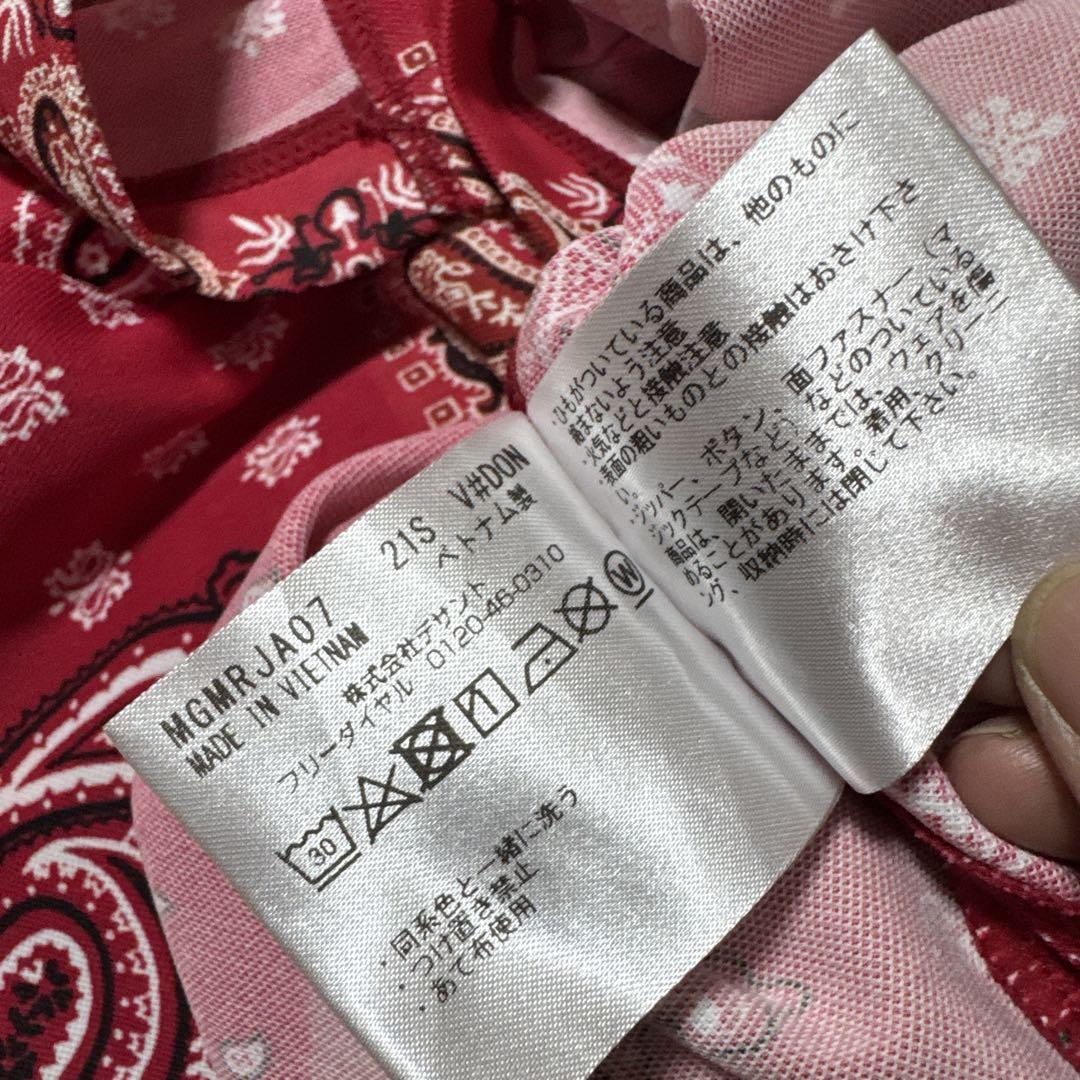 MGMRJA07
21S V#DON
MADE IN VIETNAM
ベトナム製
株式会社デサント
フリーダイヤル 0120-46-0310
30
1
W
・同系色と一緒に洗う
・つけ置き禁止
・あて布使用
・ひもがついている商品は、他のものに
絡まないよう注意
・火気などと接触注意
・表面の粗いものとの接触はおさけ下さ
い。
・ジッパー、ボタン、面ファスナー（マ
ジックテープなど）などのついている
商品は、開いたままでは、ウェアを傷
めることがあります。着用、クリーニ
ング、収納時には閉じて下さい。